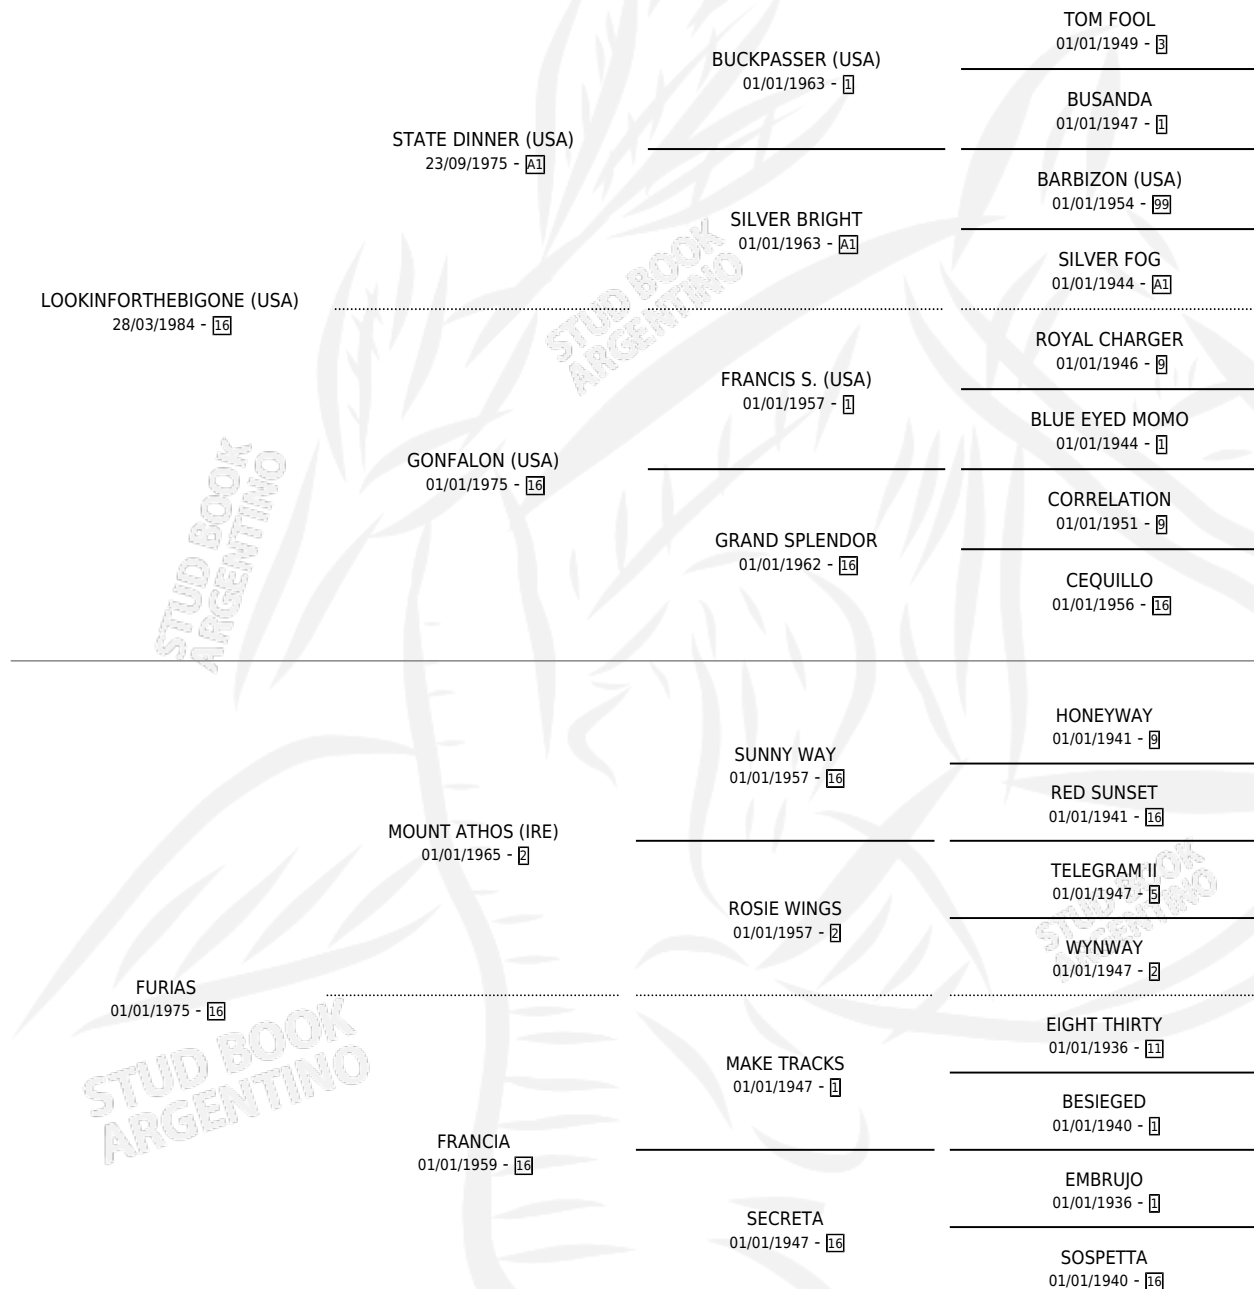 TOM FOOL
01/01/1949 - 3
BUCKPASSER (USA)
01/01/1963 - 1
BUSANDA
01/01/1947 - 1
STATE DINNER (USA)
23/09/1975 - A1
BARBIZON (USA)
01/01/1954 - 99
SILVER BRIGHT
01/01/1963 - A1
SILVER FOG
01/01/1944 - A1
LOOKINFORTHEBIGONE (USA)
28/03/1984 - 16
STUD BOOK
ARGENTINO
ROYAL CHARGER
01/01/1946 - 9
FRANCIS S. (USA)
01/01/1957 - 1
BLUE EYED MOMO
01/01/1944 - 1
GONFALON (USA)
01/01/1975 - 16
CORRELATION
01/01/1951 - 9
GRAND SPLENDOR
01/01/1962 - 16
CEQUILLO
01/01/1956 - 16
STUD BOOK
ARGENTINO
HONEYWAY
01/01/1941 - 9
SUNNY WAY
01/01/1957 - 16
RED SUNSET
01/01/1941 - 16
MOUNT ATHOS (IRE)
01/01/1965 - 2
TELEGRAM II
01/01/1947 - 5
ROSIE WINGS
01/01/1957 - 2
STUD BOOK
ARGENTINO
WYNWAY
01/01/1947 - 2
FURIAS
01/01/1975 - 16
EIGHT THIRTY
01/01/1936 - 11
MAKE TRACKS
01/01/1947 - 1
STUD BOOK
ARGENTINO
BESIEGED
01/01/1940 - 1
FRANCIA
01/01/1959 - 16
EMBRUJO
01/01/1936 - 1
SECRETA
01/01/1947 - 16
SOSPETTA
01/01/1940 - 16